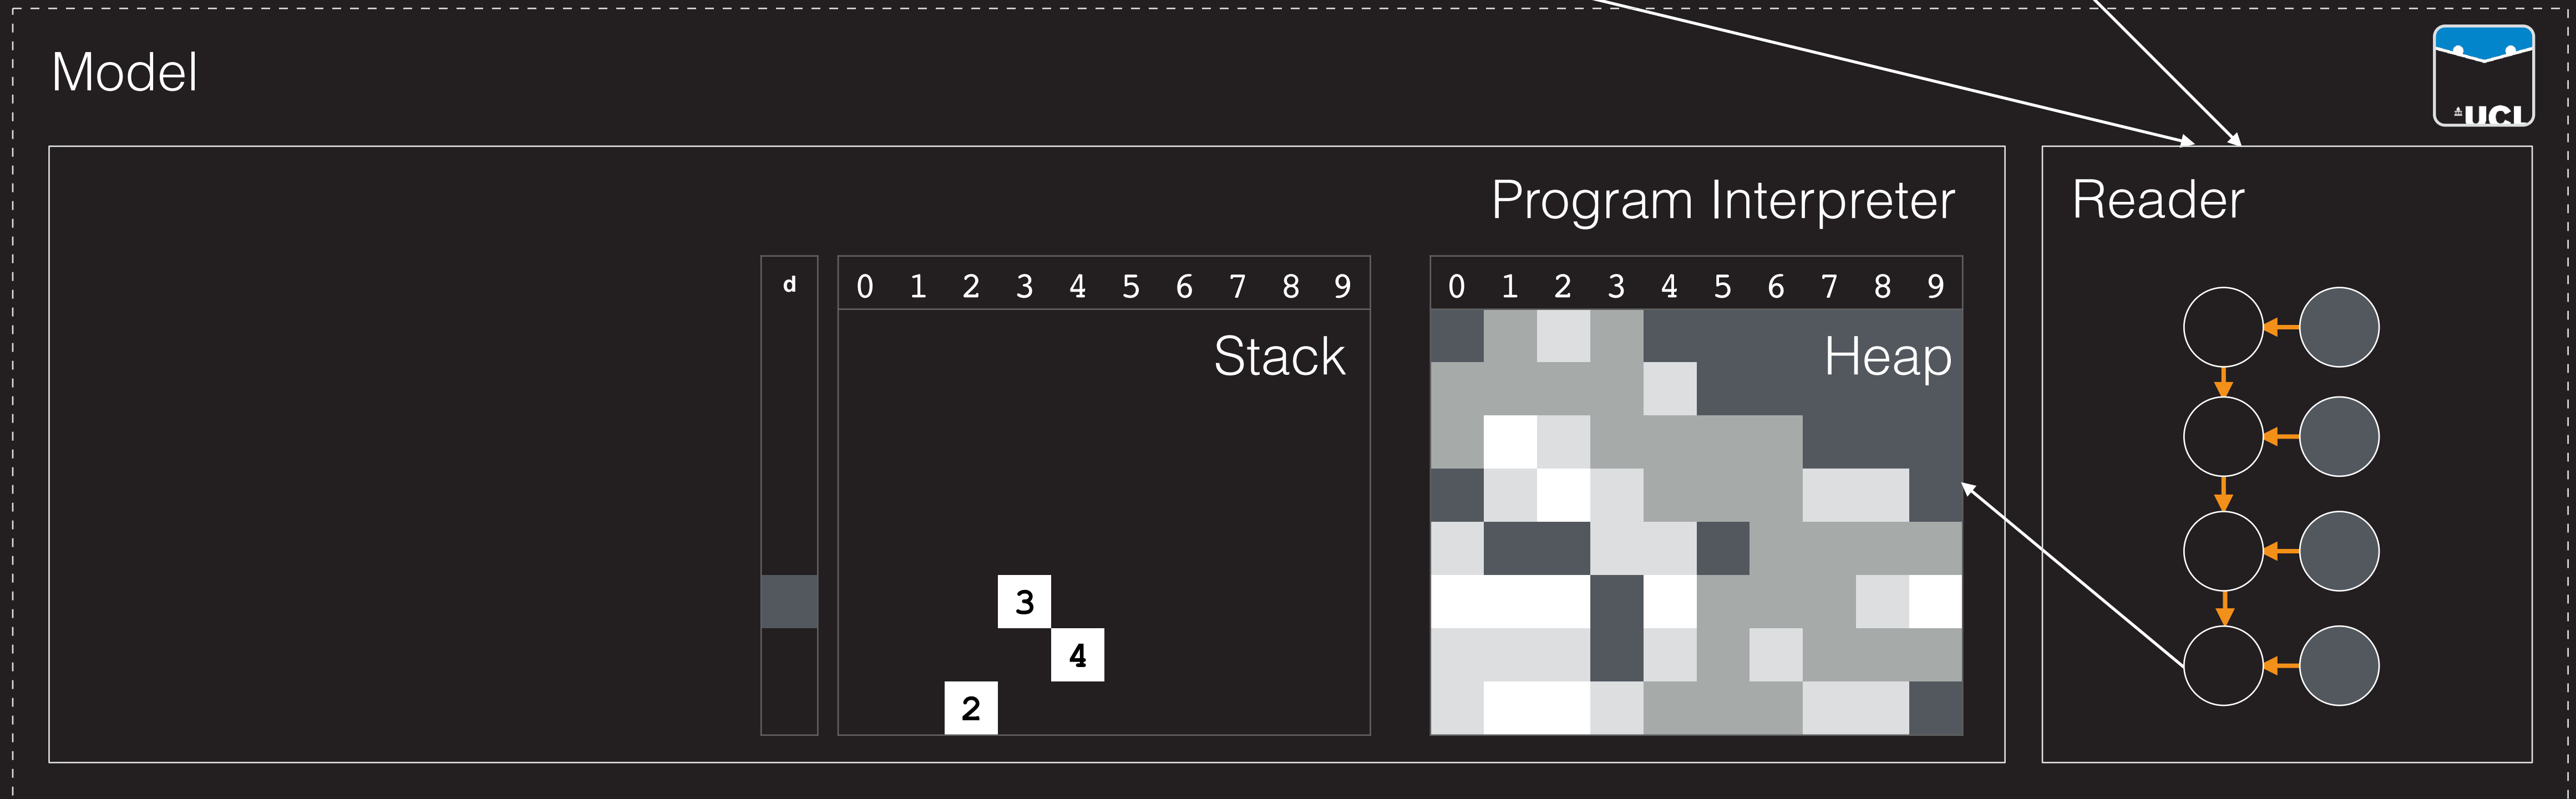 Model
UCL
Program Interpreter
Reader
d
0 1 2 3 4 5 6 7 8 9
0 1 2 3 4 5 6 7 8 9
Stack
Heap
3
4
2